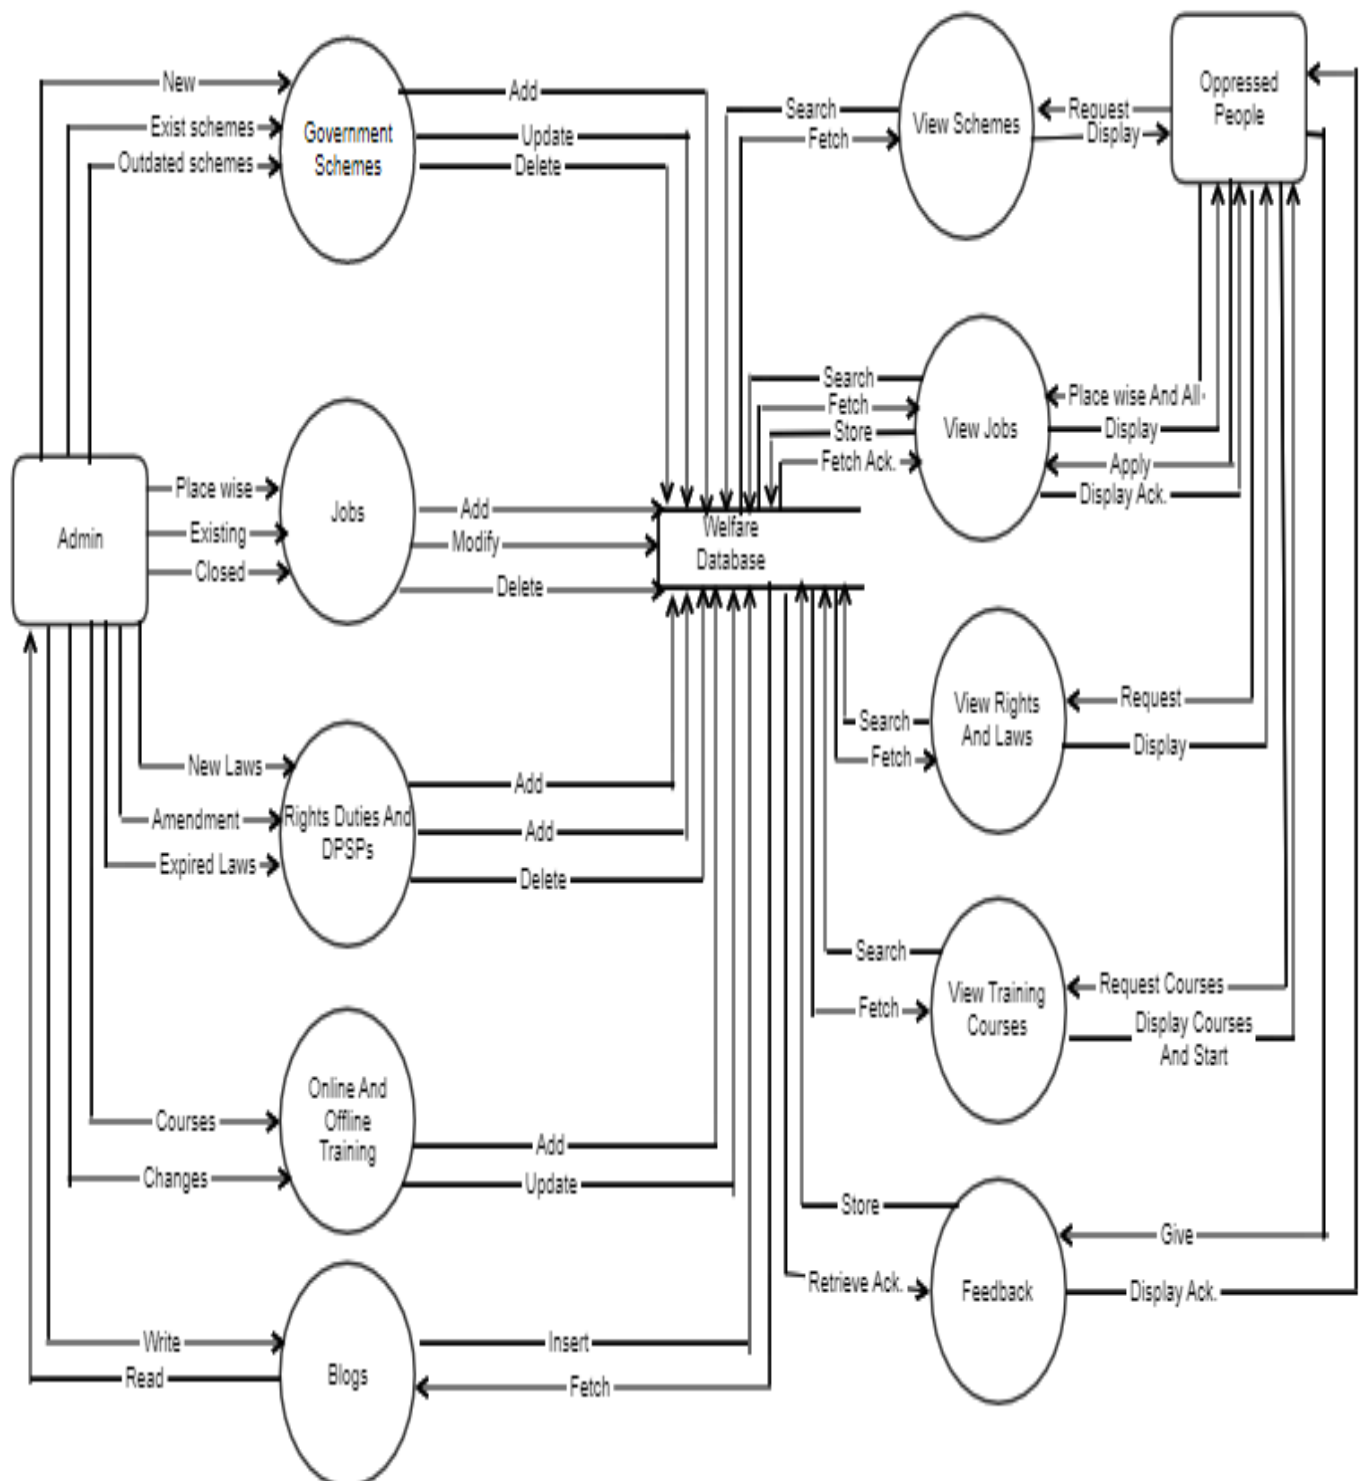 New
Exist schemes
Outdated schemes
Government
Schemes
Add
Update
Delete
Search
Fetch
View Schemes
Request
Display
Oppressed
People
Admin
Place wise
Existing
Closed
Jobs
Add
Modify
Delete
Welfare
Database
Search
Fetch
Store
Fetch Ack.
View Jobs
Place wise And All
Display
Apply
Display Ack.
New Laws
Amendment
Expired Laws
Rights Duties And
DPSPs
Add
Add
Delete
Search
Fetch
View Rights
And Laws
Request
Display
Courses
Changes
Online And
Offline
Training
Add
Update
Search
Fetch
View Training
Courses
Request Courses
Display Courses
And Start
Write
Read
Blogs
Insert
Fetch
Store
Retrieve Ack.
Feedback
Give
Display Ack.